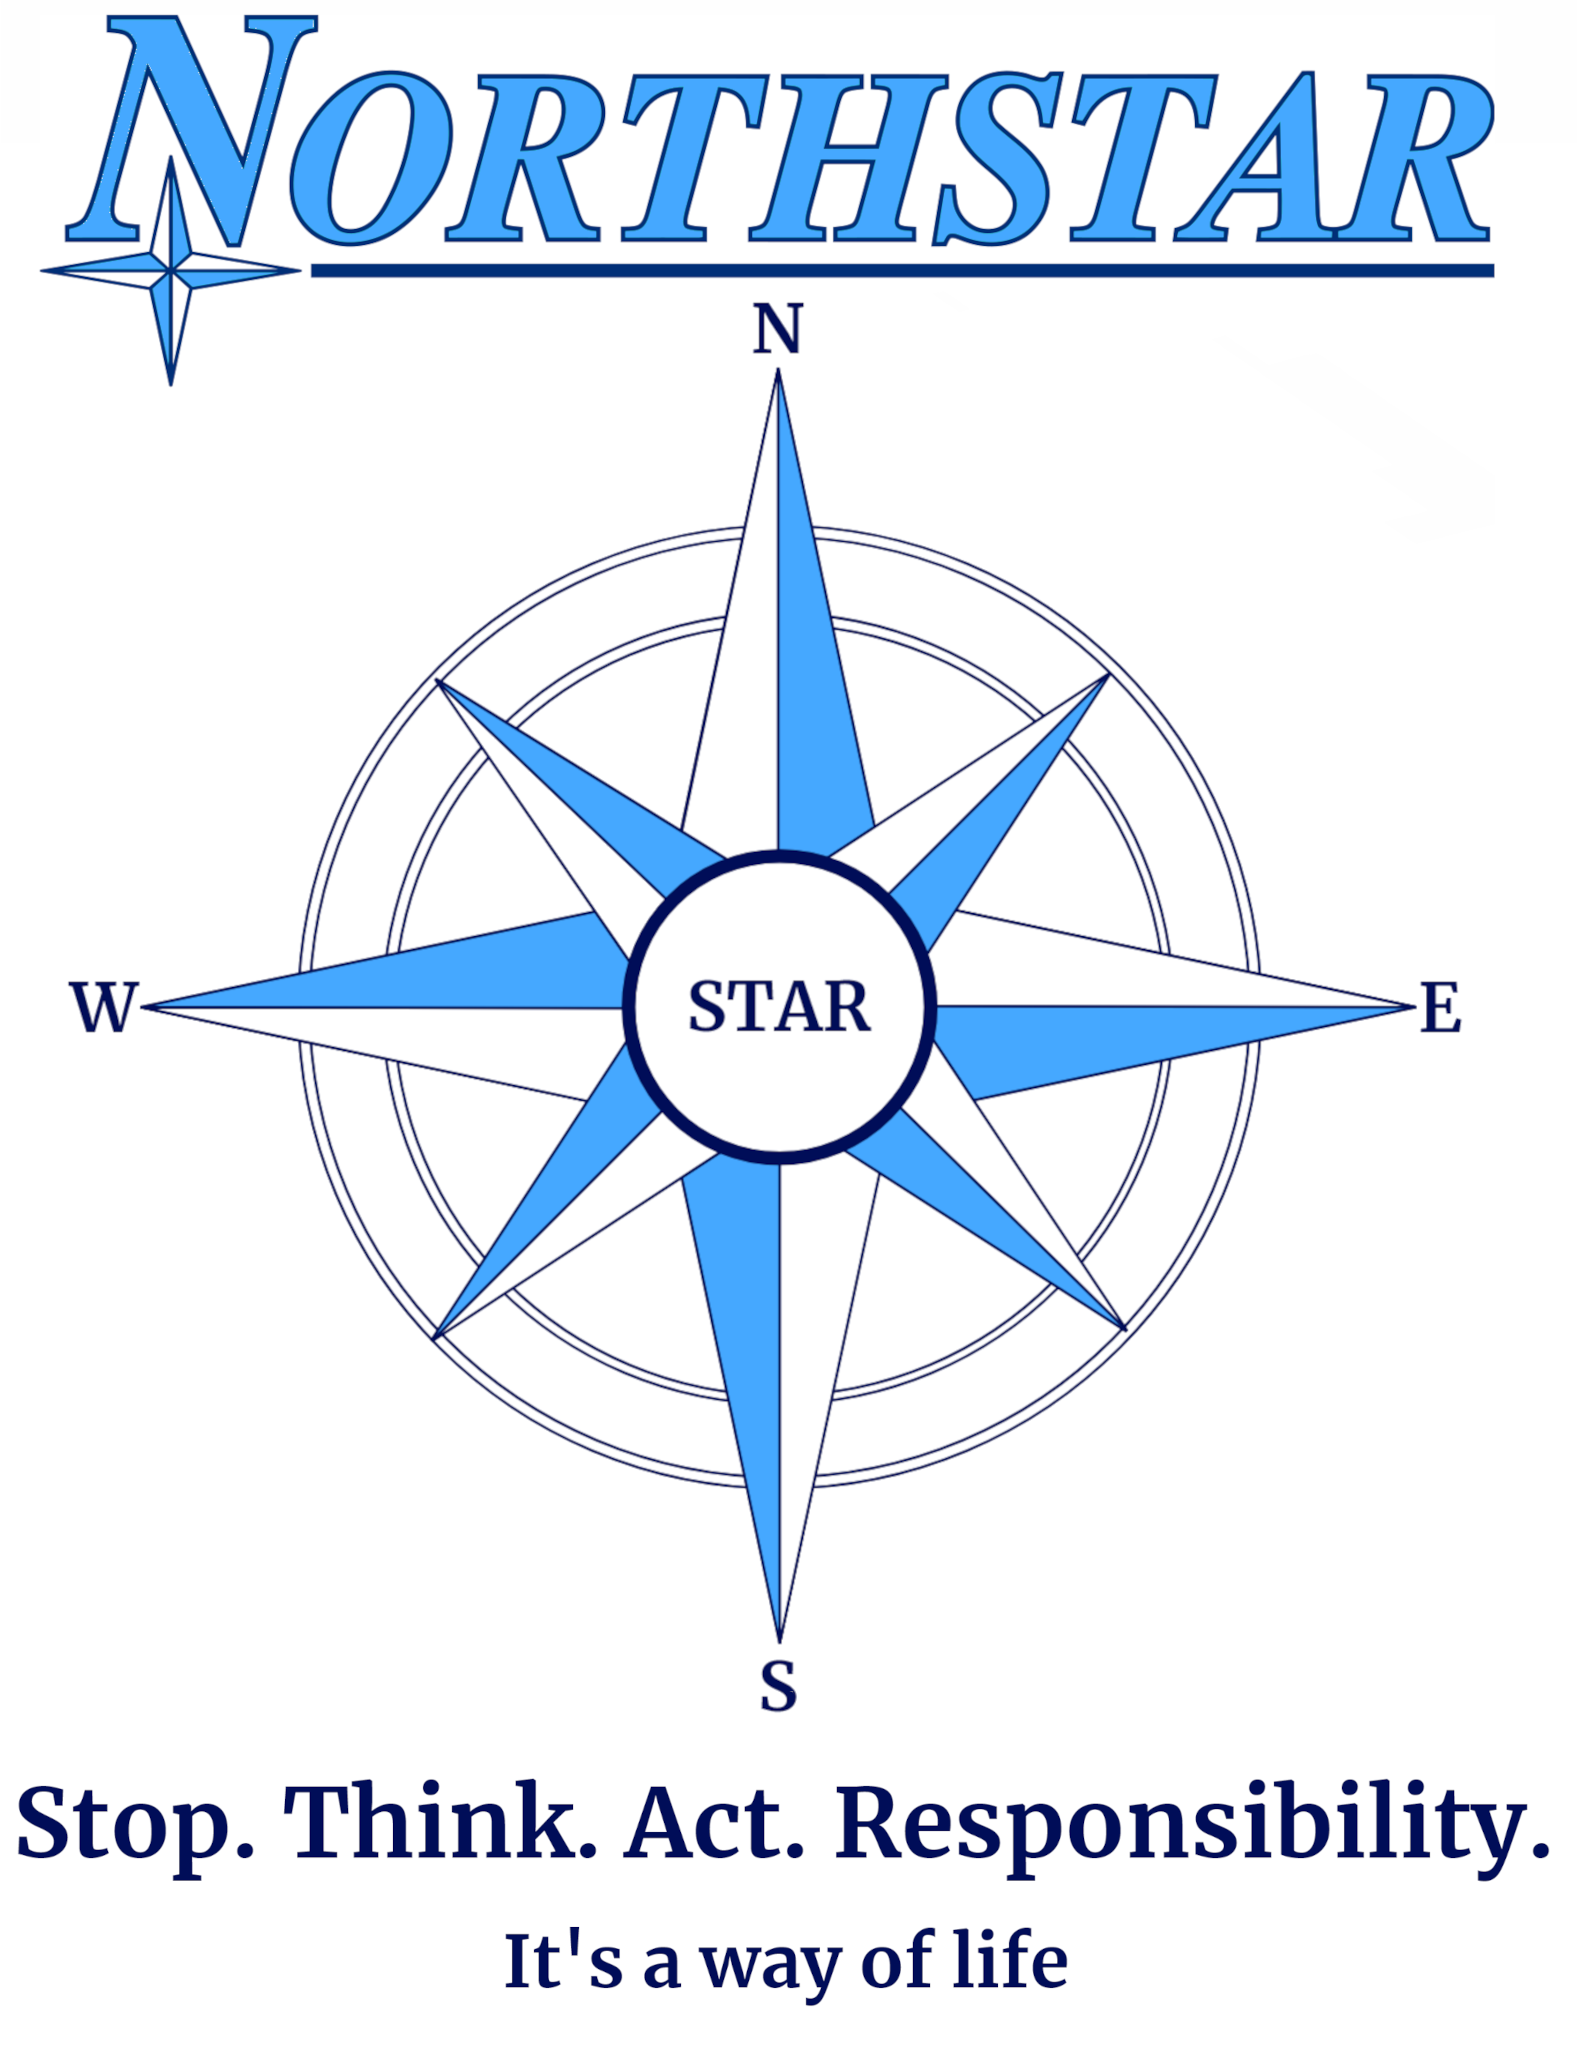 NORTHSTAR
N
W
STAR
E
S
Stop. Think. Act. Responsibility.
It's a way of life